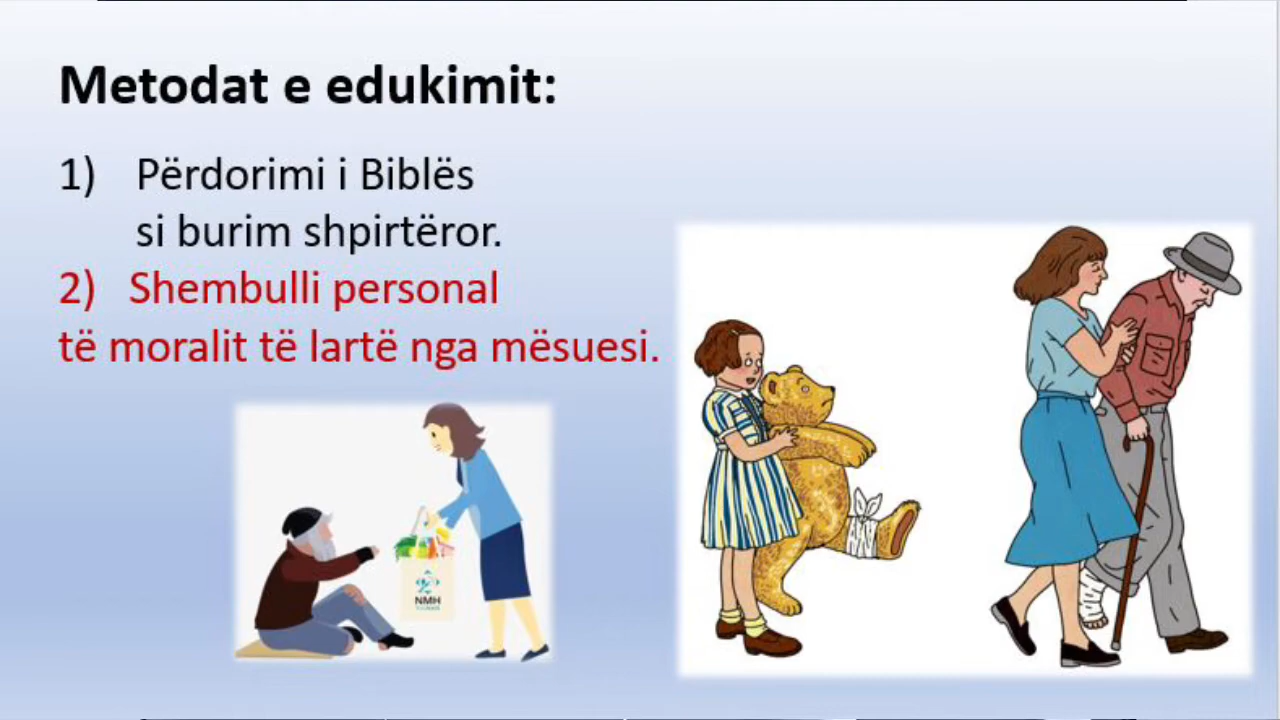 Metodat e edukimit:
1) Përdorimi i Biblës
si burim shpirtëror.
2) Shembulli personal
të moralit të lartë nga mësuesi.
NMH